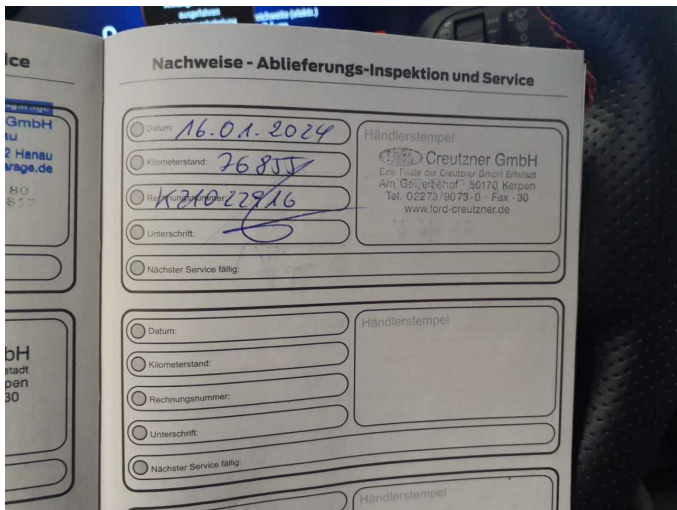 ausgefahren
ice
GmbH
au
2 Hanau
arage.de
80
bH
stadt
pen
30
Nachweise - Ablieferungs-Inspektion und Service
Datum: 16.01.2024
Kilometerstand: 76855
Rechnungsnummer: K21022916
Unterschrift:
Nächster Service fällig:
Händlerstempel
Creutzner GmbH
Eine Filiale der Creutzner GmbH Erftstadt
Am Gewerbehof · 50170 Kerpen
Tel. 02273/9073-0 · Fax -30
www.ford-creutzner.de
Datum:
Kilometerstand:
Rechnungsnummer:
Unterschrift:
Nächster Service fällig:
Händlerstempel
Händlerstempel